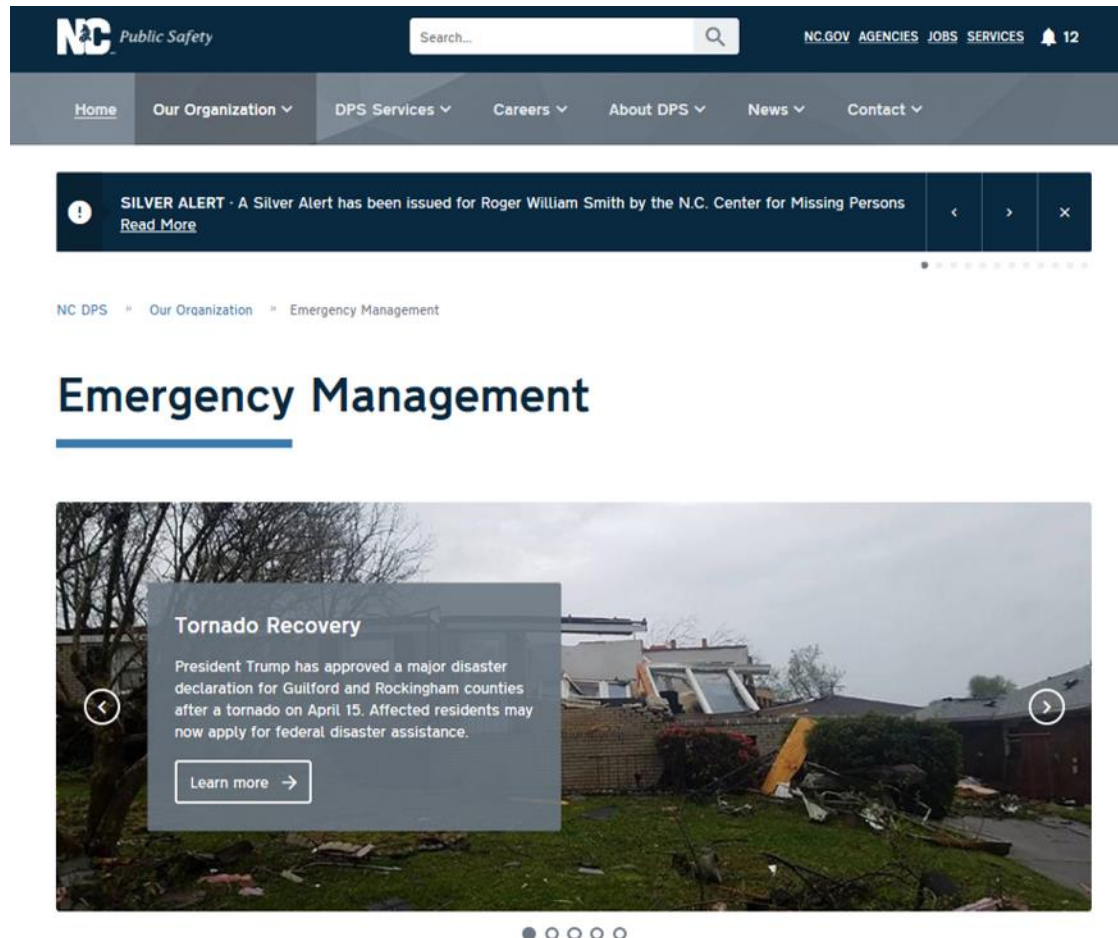 NC Public Safety
Search...
NC.GOV AGENCIES JOBS SERVICES 12
Home Our Organization DPS Services Careers About DPS News Contact
SILVER ALERT · A Silver Alert has been issued for Roger William Smith by the N.C. Center for Missing Persons
Read More
NC DPS » Our Organization » Emergency Management
Emergency Management
Tornado Recovery
President Trump has approved a major disaster
declaration for Guilford and Rockingham counties
after a tornado on April 15. Affected residents may
now apply for federal disaster assistance.
Learn more →